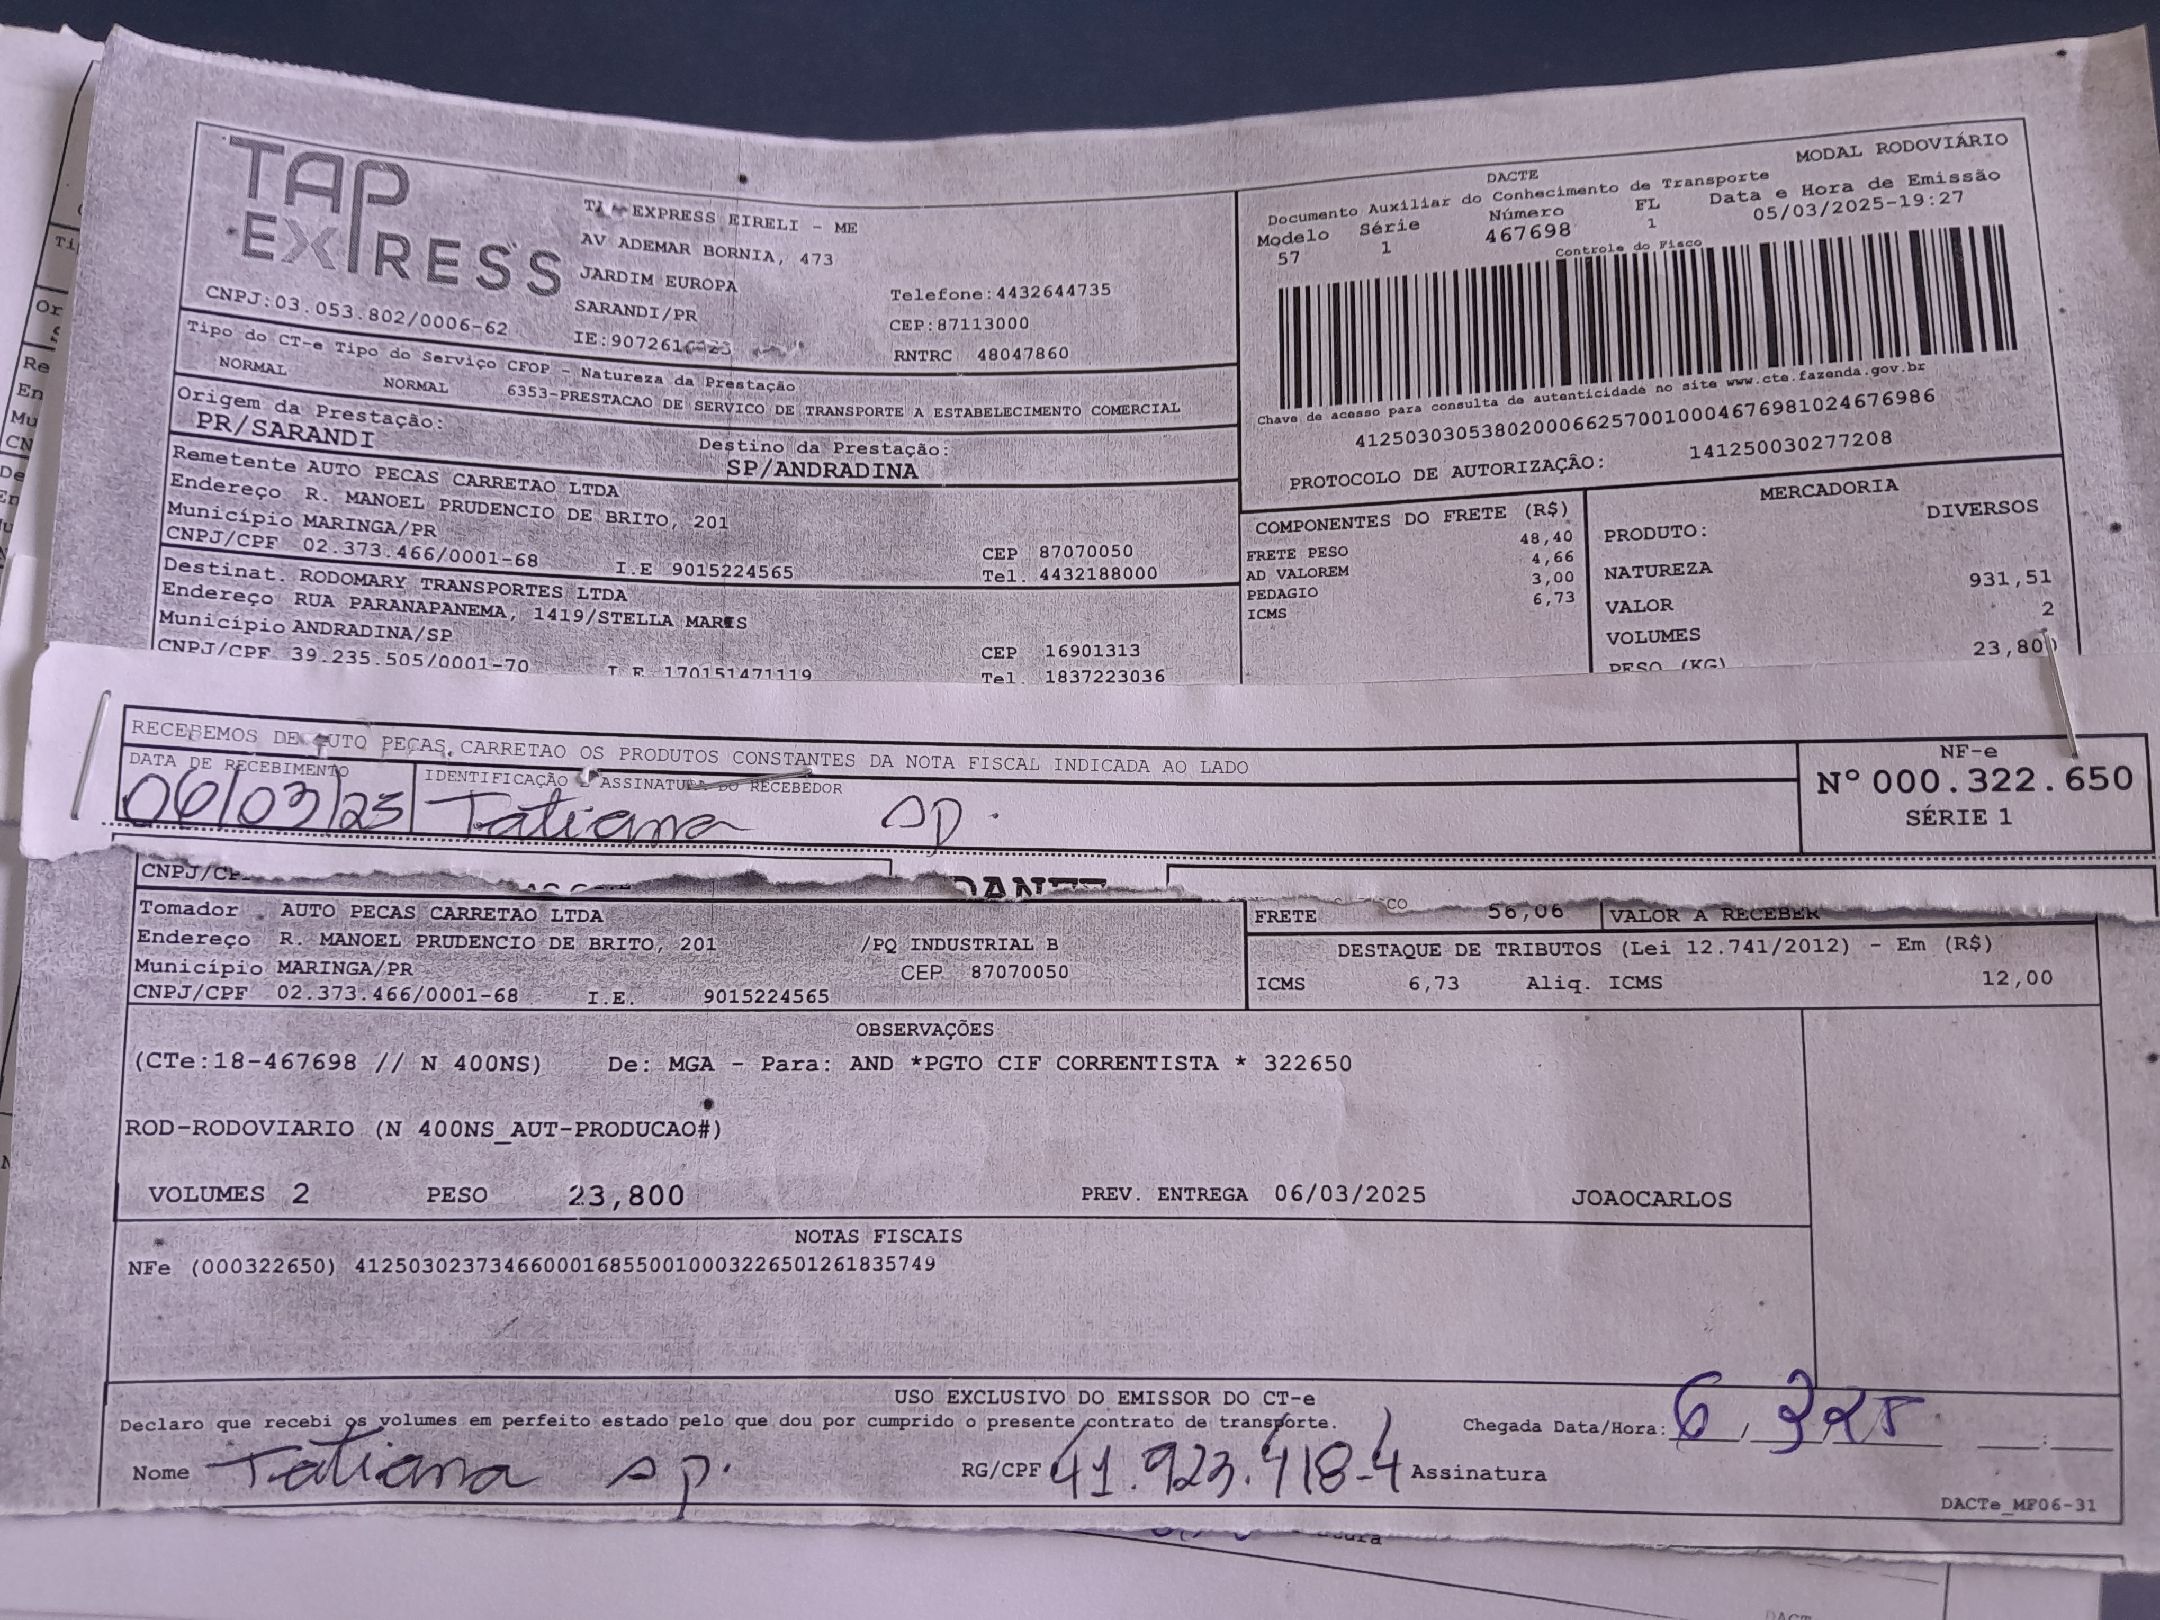 TAP
EXPRESS
EXPRESS EIRELI - ME
AV ADEMAR BORNIA, 473
JARDIM EUROPA
SARANDI/PR
Telefone:4432644735
CEP:87113000
RNTRC 48047860
CNPJ:03.053.802/0006-62
IE:
Tipo do CT-e Tipo do Serviço CFOP - Natureza da Prestação
NORMAL NORMAL 6353-PRESTACAO DE SERVICO DE TRANSPORTE A ESTABELECIMENTO COMERCIAL
Origem da Prestação: Destino da Prestação:
PR/SARANDI SP/ANDRADINA
Remetente AUTO PECAS CARRETAO LTDA
Endereço R. MANOEL PRUDENCIO DE BRITO, 201
Município MARINGA/PR CEP 87070050
CNPJ/CPF 02.373.466/0001-68 I.E 9015224565 Tel. 4432188000
Destinat. RODOMARY TRANSPORTES LTDA
Endereço RUA PARANAPANEMA, 1419/STELLA MARIS
Município ANDRADINA/SP CEP 16901313
CNPJ/CPF 39.235.505/0001-70 I.E 170151471119 Tel. 1837223036
DACTE MODAL RODOVIÁRIO
Documento Auxiliar do Conhecimento de Transporte
Modelo Série Número FL Data e Hora de Emissão
57 1 467698 1 05/03/2025-19:27
Controle do Fisco
Chave de acesso para consulta de autenticidade no site www.cte.fazenda.gov.br
41250303053802000662570010004676981024676986
PROTOCOLO DE AUTORIZAÇÃO: 141250030277208
COMPONENTES DO FRETE (R$)
FRETE PESO 48,40
AD VALOREM 4,66
PEDAGIO 3,00
ICMS 6,73
MERCADORIA
PRODUTO: DIVERSOS
NATUREZA
VALOR 931,51
VOLUMES 2
PESO (KG) 23,800
RECEBEMOS DE AUTO PECAS CARRETAO OS PRODUTOS CONSTANTES DA NOTA FISCAL INDICADA AO LADO
DATA DE RECEBIMENTO IDENTIFICAÇÃO E ASSINATURA DO RECEBEDOR
06/03/25 Tatiana sp.
NF-e
Nº 000.322.650
SÉRIE 1
CNPJ/CP
DANFE
Tomador AUTO PECAS CARRETAO LTDA
Endereço R. MANOEL PRUDENCIO DE BRITO, 201 /PQ INDUSTRIAL B
Município MARINGA/PR CEP 87070050
CNPJ/CPF 02.373.466/0001-68 I.E. 9015224565
FRETE 56,06 VALOR A RECEBER
DESTAQUE DE TRIBUTOS (Lei 12.741/2012) - Em (R$)
ICMS 6,73 Aliq. ICMS 12,00
OBSERVAÇÕES
(CTe:18-467698 // N 400NS) De: MGA - Para: AND *PGTO CIF CORRENTISTA * 322650
ROD-RODOVIARIO (N 400NS_AUT-PRODUCAO#)
VOLUMES 2 PESO 23,800 PREV. ENTREGA 06/03/2025 JOAOCARLOS
NOTAS FISCAIS
NFe (000322650) 41250302373466000168550010003226501261835749
USO EXCLUSIVO DO EMISSOR DO CT-e
Declaro que recebi os volumes em perfeito estado pelo que dou por cumprido o presente contrato de transporte. Chegada Data/Hora: 6/3/25
Nome Tatiana sp. RG/CPF 41.923.418-4 Assinatura
DACTe_MF06-31